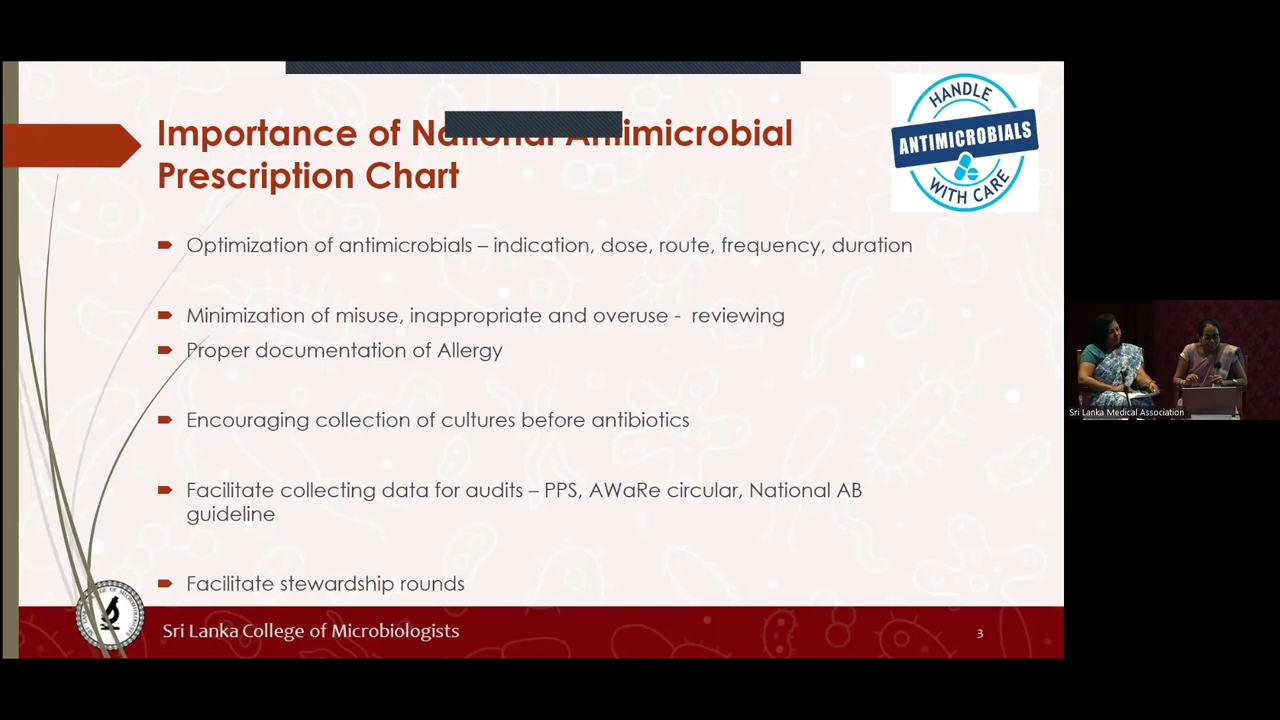 HANDLE
ANTIMICROBIALS
WITH CARE
Importance of National Antimicrobial
Prescription Chart
Optimization of antimicrobials – indication, dose, route, frequency, duration
Minimization of misuse, inappropriate and overuse - reviewing
Proper documentation of Allergy
Encouraging collection of cultures before antibiotics
Facilitate collecting data for audits – PPS, AWaRe circular, National AB
guideline
Facilitate stewardship rounds
Sri Lanka College of Microbiologists
3
Sri Lanka Medical Association